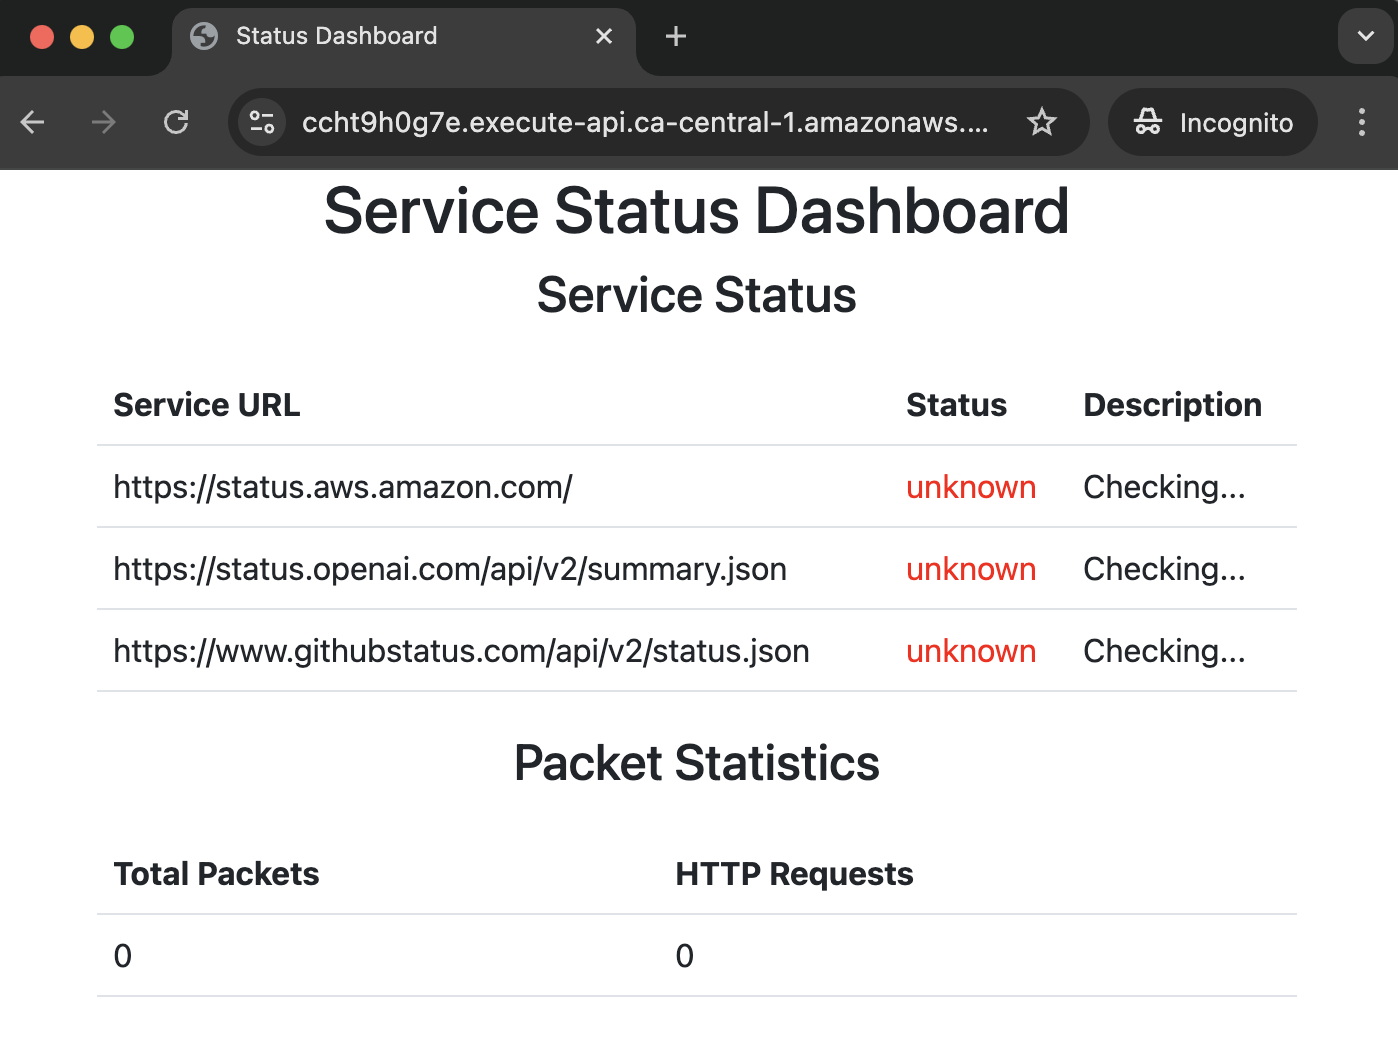 Status Dashboard
ccht9h0g7e.execute-api.ca-central-1.amazonaws....
Incognito
Service Status Dashboard
Service Status
Service URL Status Description
https://status.aws.amazon.com/ unknown Checking...
https://status.openai.com/api/v2/summary.json unknown Checking...
https://www.githubstatus.com/api/v2/status.json unknown Checking...
Packet Statistics
Total Packets HTTP Requests
0 0